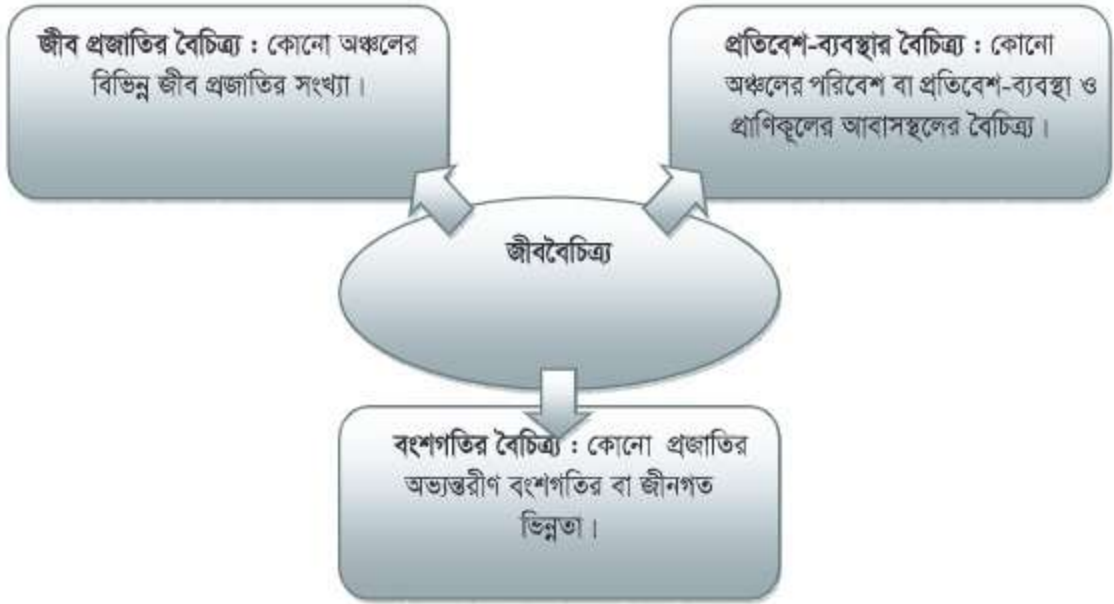 জীব প্রজাতির বৈচিত্র্য : কোনো অঞ্চলের
বিভিন্ন জীব প্রজাতির সংখ্যা।
প্রতিবেশ-ব্যবস্থার বৈচিত্র্য : কোনো
অঞ্চলের পরিবেশ বা প্রতিবেশ-ব্যবস্থা ও
প্রাণিকূলের আবাসস্থলের বৈচিত্র্য।
জীববৈচিত্র্য
বংশগতির বৈচিত্র্য : কোনো প্রজাতির
অভ্যন্তরীণ বংশগতির বা জীনগত
ভিন্নতা।